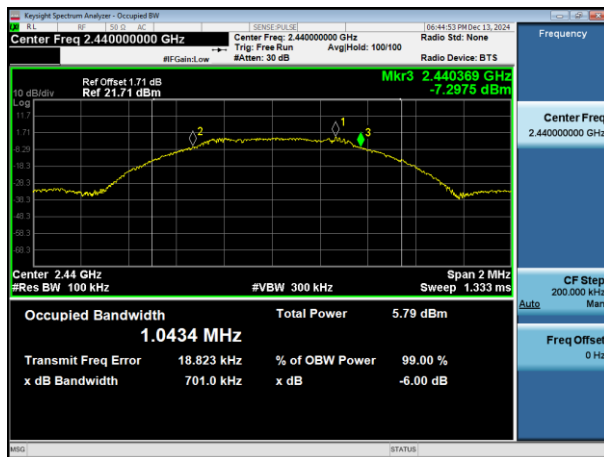 Keysight Spectrum Analyzer - Occupied BW
RL RF 50 Ω AC SENSE:PULSE 06:44:53 PM Dec 13, 2024
Center Freq 2.440000000 GHz
Center Freq: 2.440000000 GHz
Radio Std: None
Trig: Free Run Avg|Hold: 100/100
#IFGain:Low #Atten: 30 dB Radio Device: BTS
Frequency
Mkr3 2.440369 GHz
-7.2975 dBm
Ref Offset 1.71 dB
10 dB/div Ref 21.71 dBm
Log
11.7
1.71
-8.29
-18.3
-28.3
-38.3
-48.3
-58.3
-68.3
1
2
3
Center 2.44 GHz Span 2 MHz
#Res BW 100 kHz #VBW 300 kHz Sweep 1.333 ms
Occupied Bandwidth Total Power 5.79 dBm
1.0434 MHz
Transmit Freq Error 18.823 kHz % of OBW Power 99.00 %
x dB Bandwidth 701.0 kHz x dB -6.00 dB
Center Freq
2.440000000 GHz
CF Step
200.000 kHz
Auto Man
Freq Offset
0 Hz
MSG STATUS